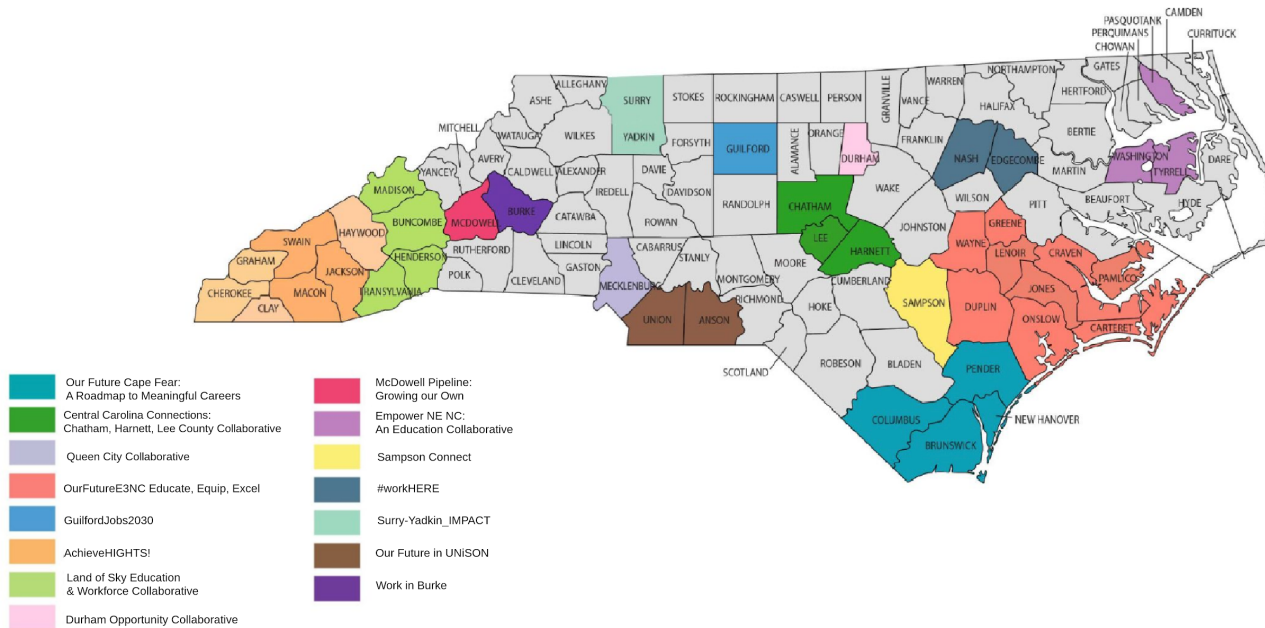 CAMDEN
PASQUOTANK
PERQUIMANS
CURRITUCK
CHOWAN
GATES
NORTHAMPTON
WARREN
HERTFORD
ALLEGHANY
ASHE
SURRY
STOKES
ROCKINGHAM
CASWELL
PERSON
GRANVILLE
VANCE
HALIFAX
MITCHELL
WATAUGA
WILKES
YADKIN
FORSYTH
GUILFORD
ALAMANCE
ORANGE
DURHAM
FRANKLIN
NASH
EDGECOMBE
BERTIE
MARTIN
WASHINGTON
TYRRELL
DARE
AVERY
YANCEY
CALDWELL
ALEXANDER
DAVIE
IREDELL
DAVIDSON
MADISON
BUNCOMBE
MCDOWELL
BURKE
CATAWBA
ROWAN
RANDOLPH
CHATHAM
WAKE
WILSON
PITT
BEAUFORT
HYDE
HAYWOOD
SWAIN
GRAHAM
JACKSON
HENDERSON
RUTHERFORD
POLK
LINCOLN
GASTON
CLEVELAND
CABARRUS
STANLY
MONTGOMERY
MOORE
LEE
HARNETT
JOHNSTON
WAYNE
GREENE
LENOIR
CRAVEN
PAMLICO
JONES
CHEROKEE
CLAY
MACON
TRANSYLVANIA
MECKLENBURG
UNION
ANSON
RICHMOND
HOKE
CUMBERLAND
SAMPSON
DUPLIN
ONSLOW
CARTERET
SCOTLAND
ROBESON
BLADEN
PENDER
COLUMBUS
BRUNSWICK
NEW HANOVER
Our Future Cape Fear:
A Roadmap to Meaningful Careers
Central Carolina Connections:
Chatham, Harnett, Lee County Collaborative
Queen City Collaborative
OurFutureE3NC Educate, Equip, Excel
GuilfordJobs2030
AchieveHIGHTS!
Land of Sky Education
& Workforce Collaborative
Durham Opportunity Collaborative
McDowell Pipeline:
Growing our Own
Empower NE NC:
An Education Collaborative
Sampson Connect
#workHERE
Surry-Yadkin_IMPACT
Our Future in UNiSON
Work in Burke